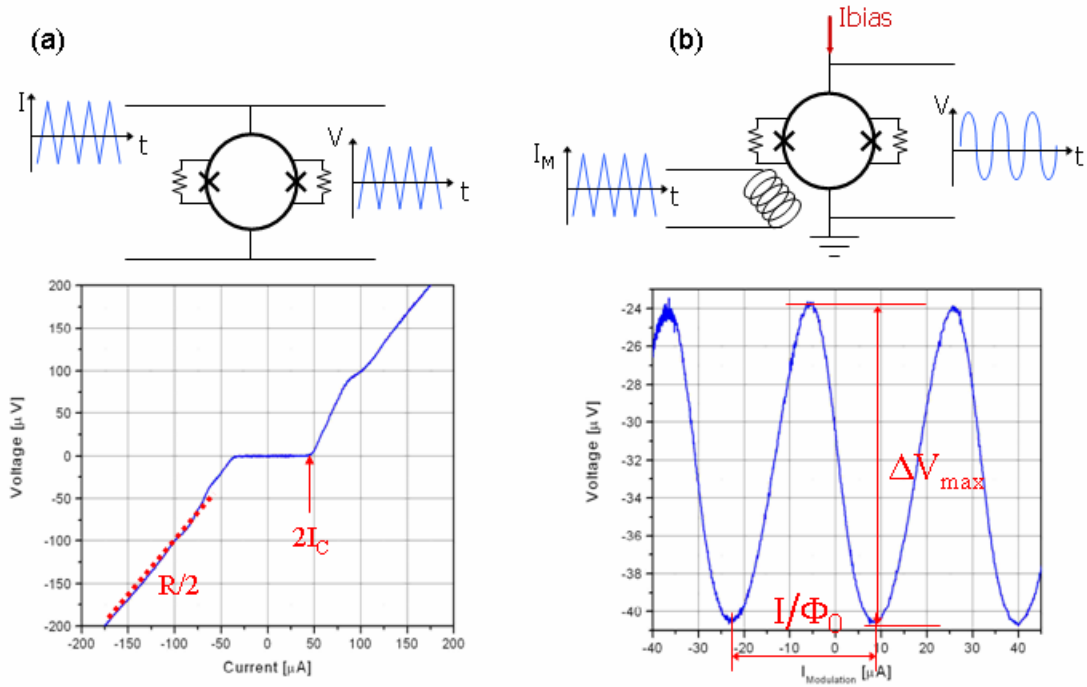 (a)
I
t
V
t
(b)
Ibias
I_M
t
V
t
200
150
100
50
0
-50
-100
-150
-200
Voltage [μV]
2I_C
R/2
-200 -150 -100 -50 0 50 100 150 200
Current [μA]
-24
-26
-28
-30
-32
-34
-36
-38
-40
Voltage [μV]
ΔV_max
I/Φ_0
-40 -30 -20 -10 0 10 20 30 40
I_Modulation [μA]